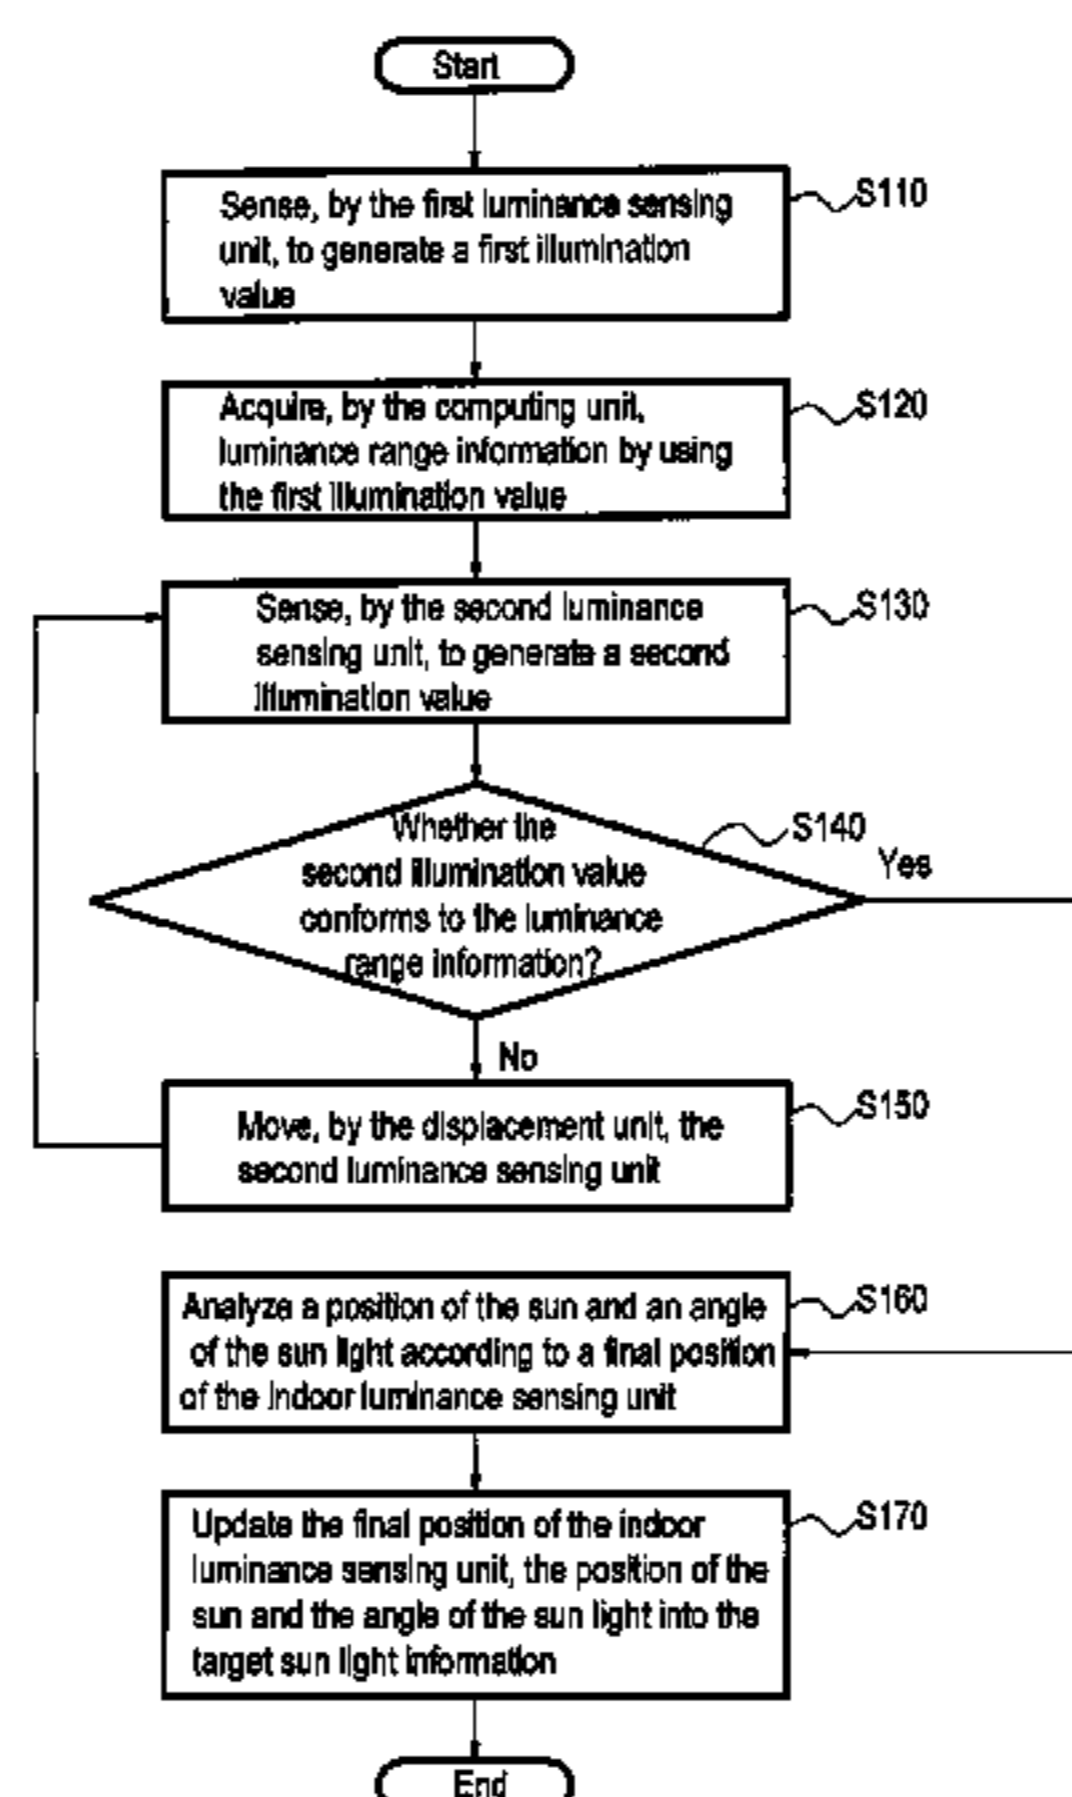 Start
Sense, by the first luminance sensing
unit, to generate a first illumination
value
S110
Acquire, by the computing unit,
luminance range information by using
the first illumination value
S120
Sense, by the second luminance
sensing unit, to generate a second
illumination value
S130
Whether the
second illumination value
conforms to the luminance
range information?
S140
Yes
No
Move, by the displacement unit, the
second luminance sensing unit
S150
Analyze a position of the sun and an angle
of the sun light according to a final position
of the indoor luminance sensing unit
S160
Update the final position of the indoor
luminance sensing unit, the position of the
sun and the angle of the sun light into the
target sun light information
S170
End